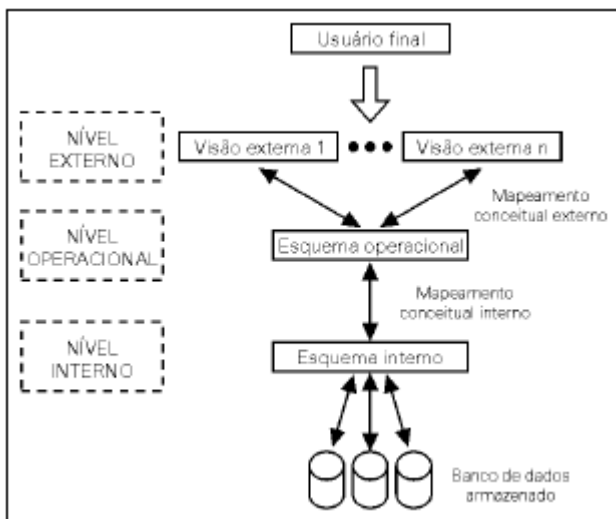 Usuário final
NÍVEL
EXTERNO
Visão externa 1
Visão externa n
Mapeamento
conceitual externo
NÍVEL
OPERACIONAL
Esquema operacional
Mapeamento
conceitual interno
NÍVEL
INTERNO
Esquema interno
Banco de dados
armazenado